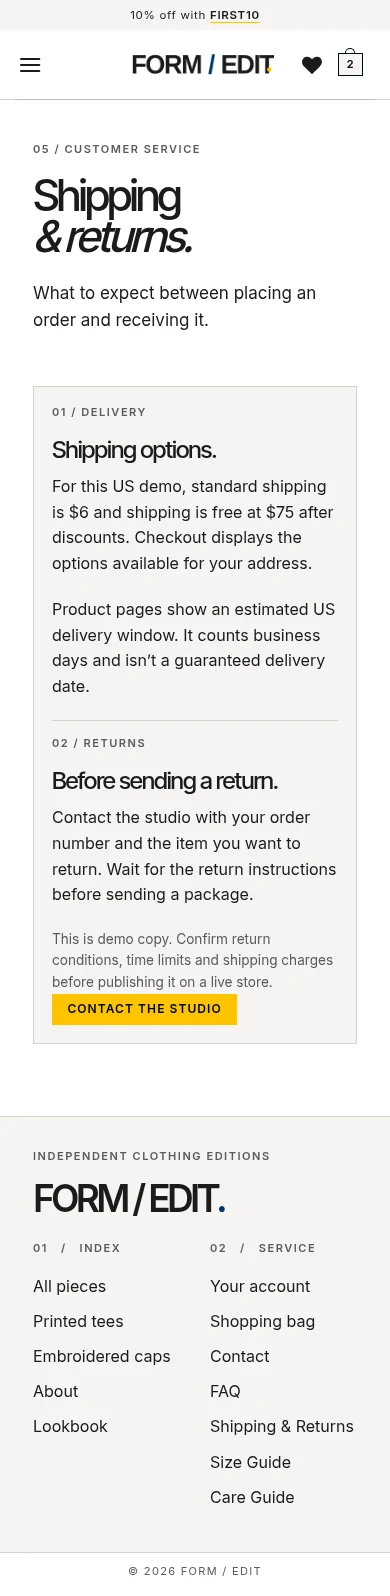 10% off with FIRST10
FORM / EDIT.
2
05 / CUSTOMER SERVICE
Shipping
& returns.
What to expect between placing an
order and receiving it.
01 / DELIVERY
Shipping options.
For this US demo, standard shipping
is $6 and shipping is free at $75 after
discounts. Checkout displays the
options available for your address.
Product pages show an estimated US
delivery window. It counts business
days and isn’t a guaranteed delivery
date.
02 / RETURNS
Before sending a return.
Contact the studio with your order
number and the item you want to
return. Wait for the return instructions
before sending a package.
This is demo copy. Confirm return
conditions, time limits and shipping charges
before publishing it on a live store.
CONTACT THE STUDIO
INDEPENDENT CLOTHING EDITIONS
FORM / EDIT.
01 / INDEX
All pieces
Printed tees
Embroidered caps
About
Lookbook
02 / SERVICE
Your account
Shopping bag
Contact
FAQ
Shipping & Returns
Size Guide
Care Guide
© 2026 FORM / EDIT